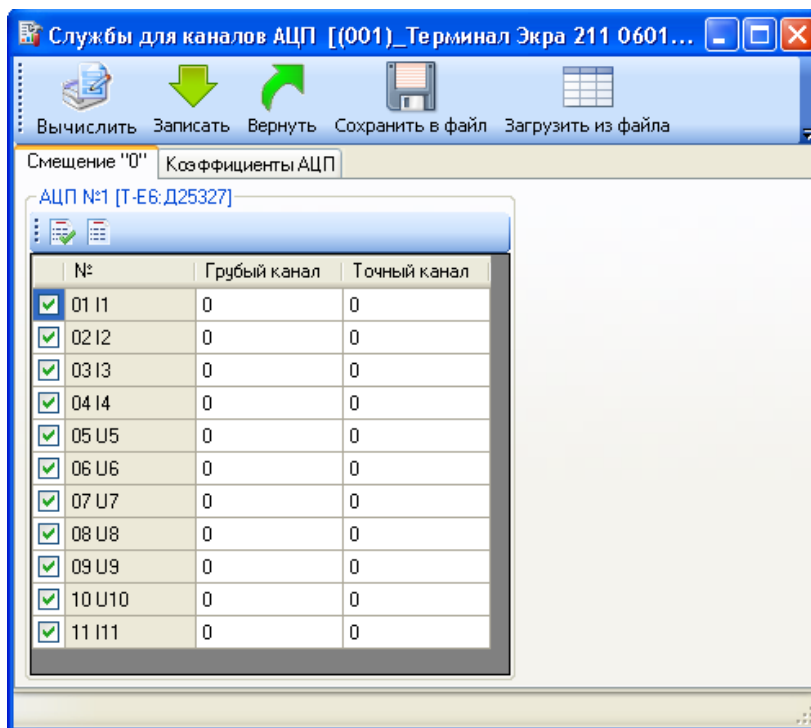 Службы для каналов АЦП [(001)_Терминал Экра 211 0601...
Вычислить Записать Вернуть Сохранить в файл Загрузить из файла
Смещение "0" Коэффициенты АЦП
АЦП №1 [Т-Е6:Д25327]
№ Грубый канал Точный канал
01 I1 0 0
02 I2 0 0
03 I3 0 0
04 I4 0 0
05 U5 0 0
06 U6 0 0
07 U7 0 0
08 U8 0 0
09 U9 0 0
10 U10 0 0
11 I11 0 0